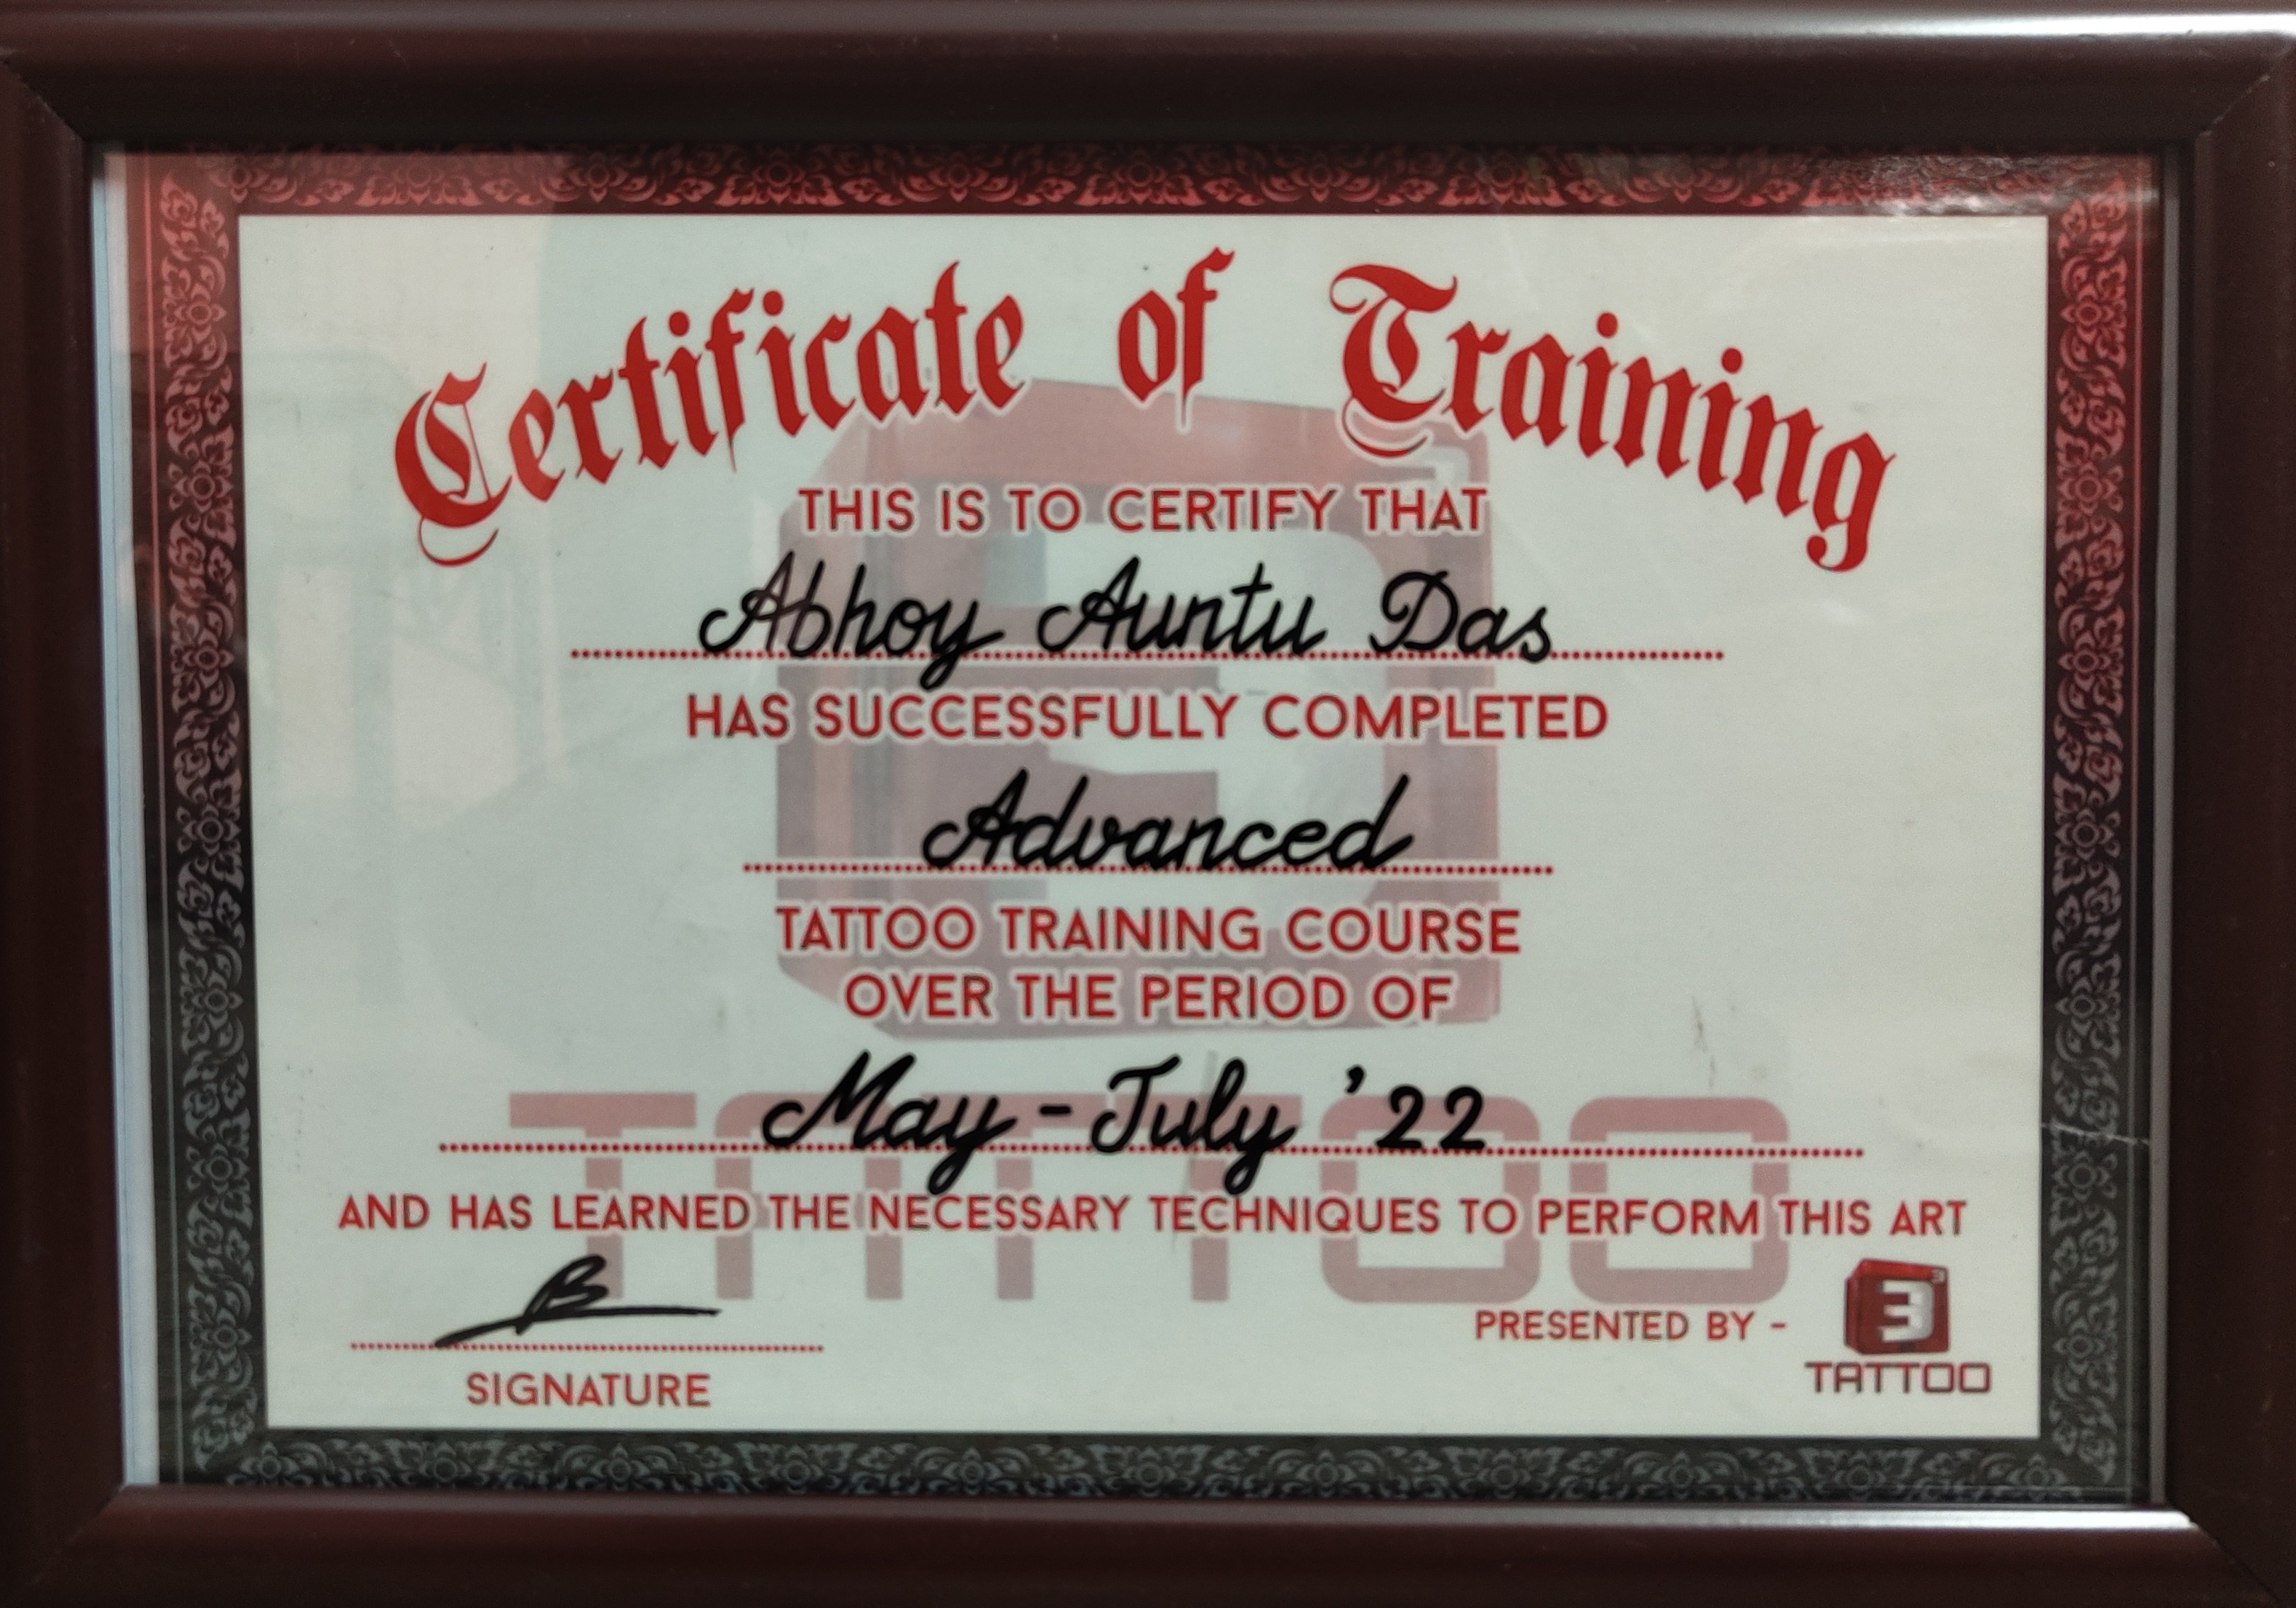 Certificate of Training
THIS IS TO CERTIFY THAT
Abhoy Auntu Das
HAS SUCCESSFULLY COMPLETED
Advanced
TATTOO TRAINING COURSE
OVER THE PERIOD OF
May - July '22
AND HAS LEARNED THE NECESSARY TECHNIQUES TO PERFORM THIS ART
SIGNATURE
PRESENTED BY -
3
TATTOO